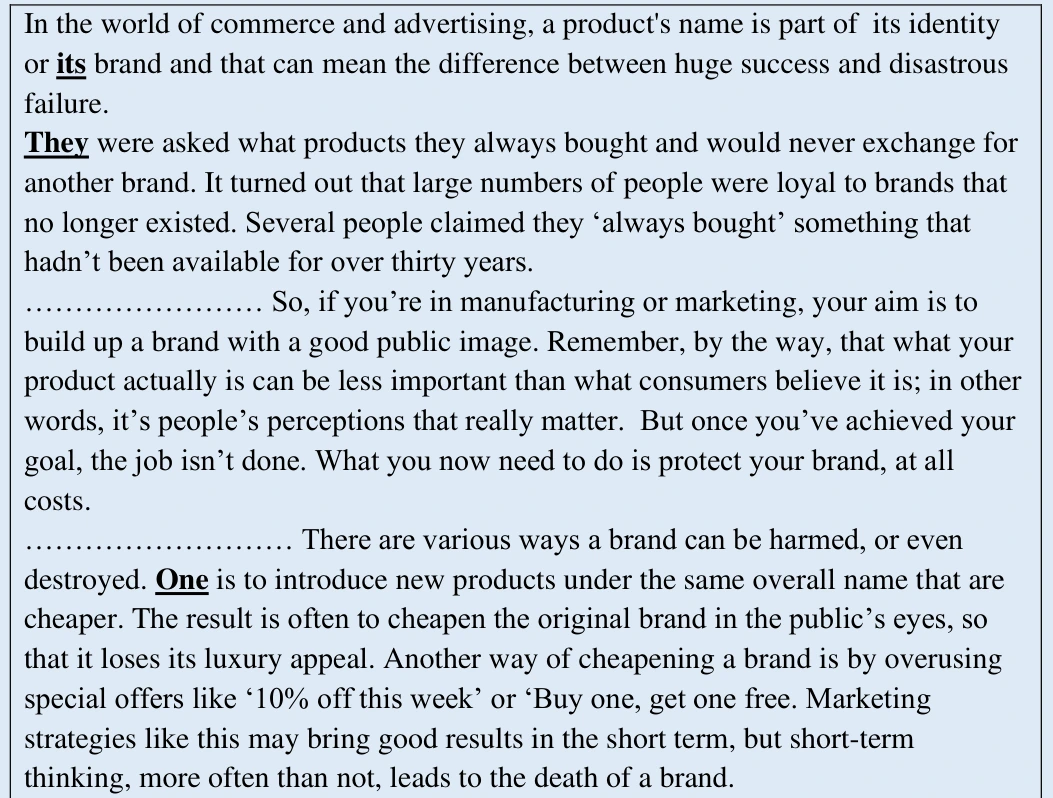 In the world of commerce and advertising, a product's name is part of  its identity
or its brand and that can mean the difference between huge success and disastrous
failure.
They were asked what products they always bought and would never exchange for
another brand. It turned out that large numbers of people were loyal to brands that
no longer existed. Several people claimed they ‘always bought’ something that
hadn’t been available for over thirty years.
…………………… So, if you’re in manufacturing or marketing, your aim is to
build up a brand with a good public image. Remember, by the way, that what your
product actually is can be less important than what consumers believe it is; in other
words, it’s people’s perceptions that really matter.  But once you’ve achieved your
goal, the job isn’t done. What you now need to do is protect your brand, at all
costs.
……………………… There are various ways a brand can be harmed, or even
destroyed. One is to introduce new products under the same overall name that are
cheaper. The result is often to cheapen the original brand in the public’s eyes, so
that it loses its luxury appeal. Another way of cheapening a brand is by overusing
special offers like ‘10% off this week’ or ‘Buy one, get one free. Marketing
strategies like this may bring good results in the short term, but short-term
thinking, more often than not, leads to the death of a brand.